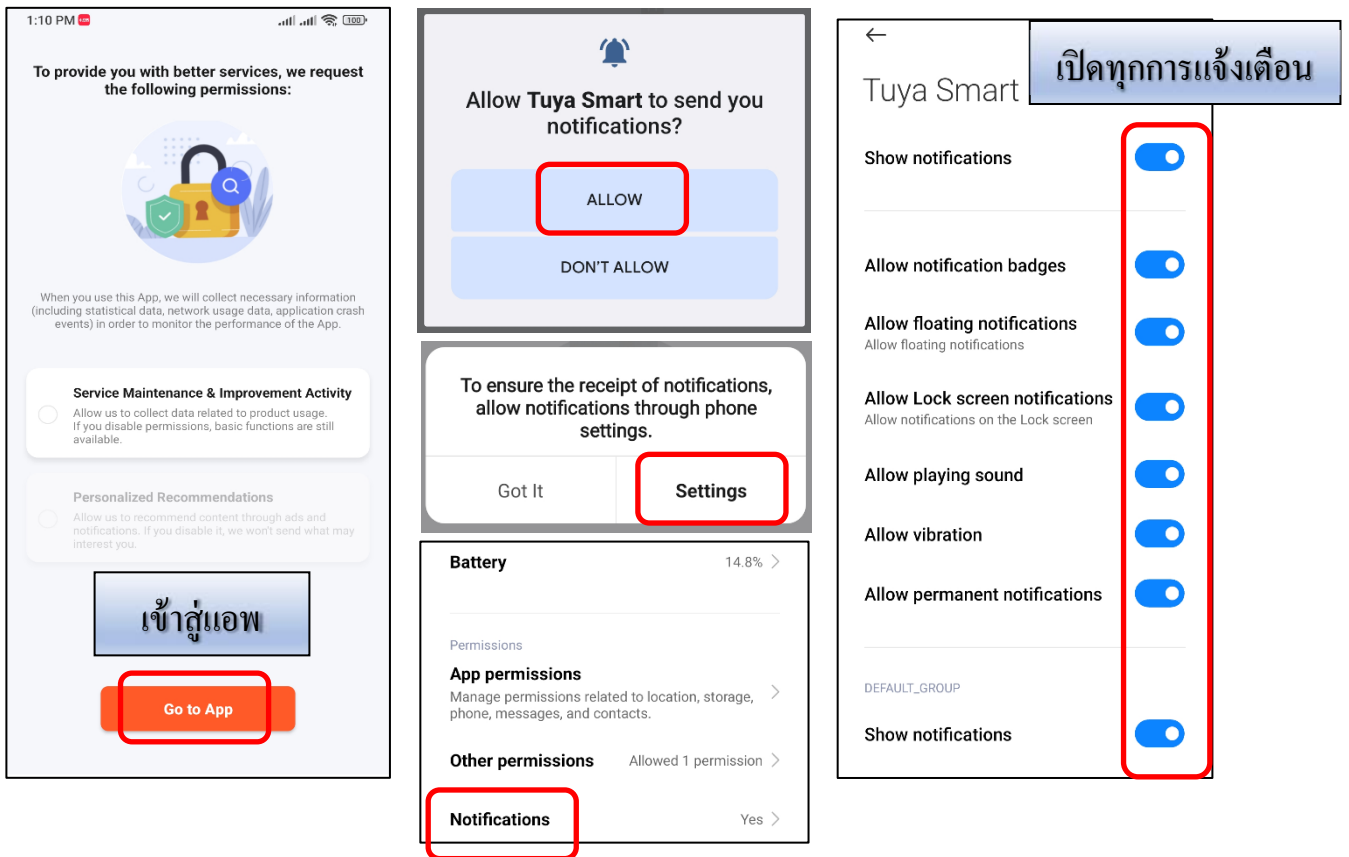 1:10 PM
100
To provide you with better services, we request
the following permissions:
When you use this App, we will collect necessary information
(including statistical data, network usage data, application crash
events) in order to monitor the performance of the App.
Service Maintenance & Improvement Activity
Allow us to collect data related to product usage.
If you disable permissions, basic functions are still
available.
Personalized Recommendations
Allow us to recommend content through ads and
notifications. If you disable it, we won't send what may
interest you.
เข้าสู่แอพ
Go to App
Allow Tuya Smart to send you
notifications?
ALLOW
DON'T ALLOW
To ensure the receipt of notifications,
allow notifications through phone
settings.
Got It
Settings
Battery
14.8%
Permissions
App permissions
Manage permissions related to location, storage,
phone, messages, and contacts.
Other permissions
Allowed 1 permission
Notifications
Yes
เปิดทุกการแจ้งเตือน
Tuya Smart
Show notifications
Allow notification badges
Allow floating notifications
Allow floating notifications
Allow Lock screen notifications
Allow notifications on the Lock screen
Allow playing sound
Allow vibration
Allow permanent notifications
DEFAULT_GROUP
Show notifications